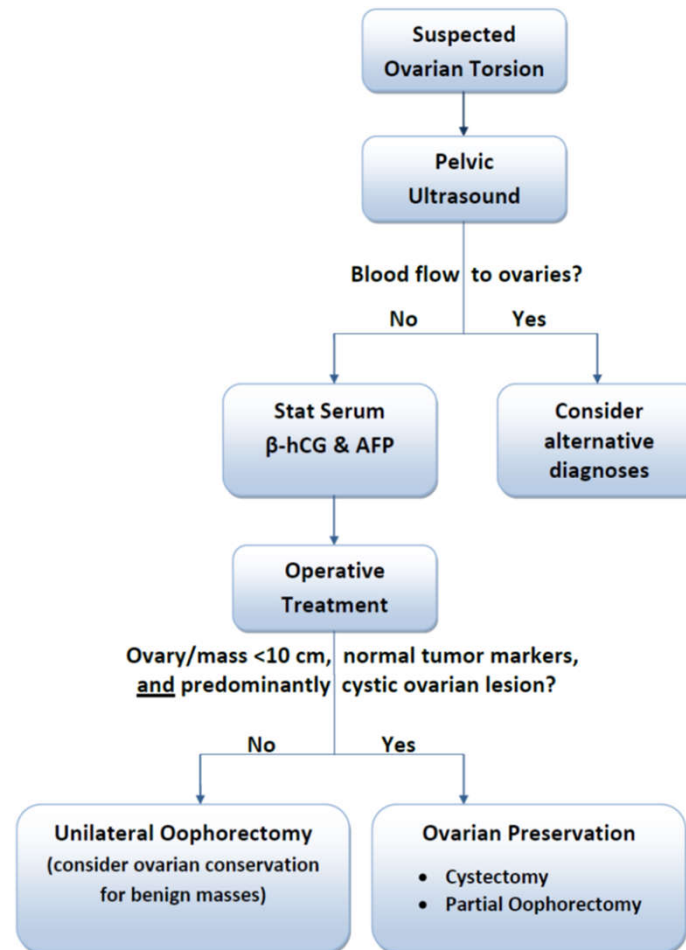 Suspected
Ovarian Torsion
Pelvic
Ultrasound
Blood flow to ovaries?
No Yes
Stat Serum
β-hCG & AFP
Consider
alternative
diagnoses
Operative
Treatment
Ovary/mass <10 cm, normal tumor markers,
and predominantly cystic ovarian lesion?
No Yes
Unilateral Oophorectomy
(consider ovarian conservation
for benign masses)
Ovarian Preservation
• Cystectomy
• Partial Oophorectomy